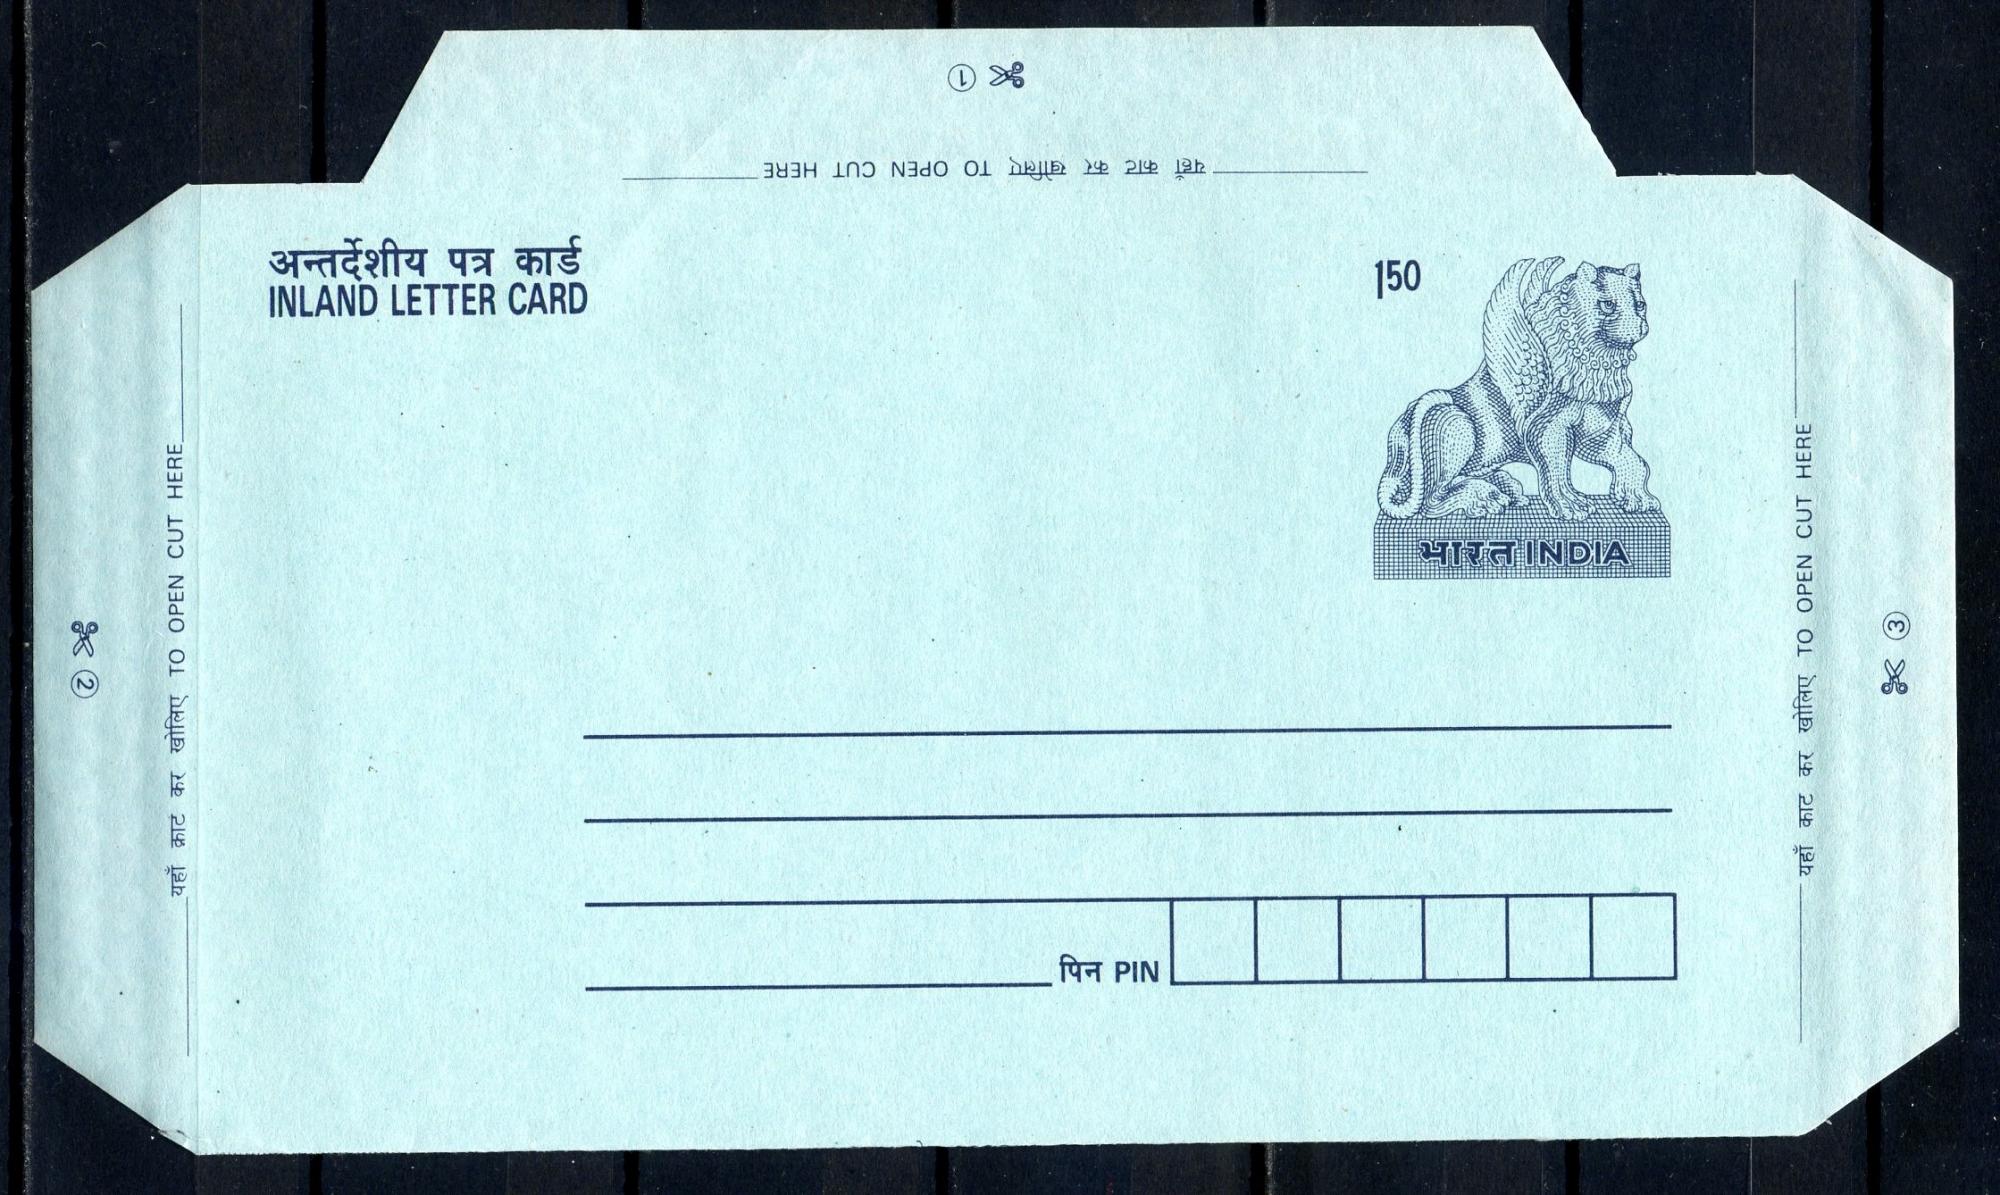 1
यहाँ काट कर खोलिए TO OPEN CUT HERE
अन्तर्देशीय पत्र कार्ड
INLAND LETTER CARD
150
भारत INDIA
यहाँ काट कर खोलिए TO OPEN CUT HERE
2
यहाँ काट कर खोलिए TO OPEN CUT HERE
3
पिन PIN